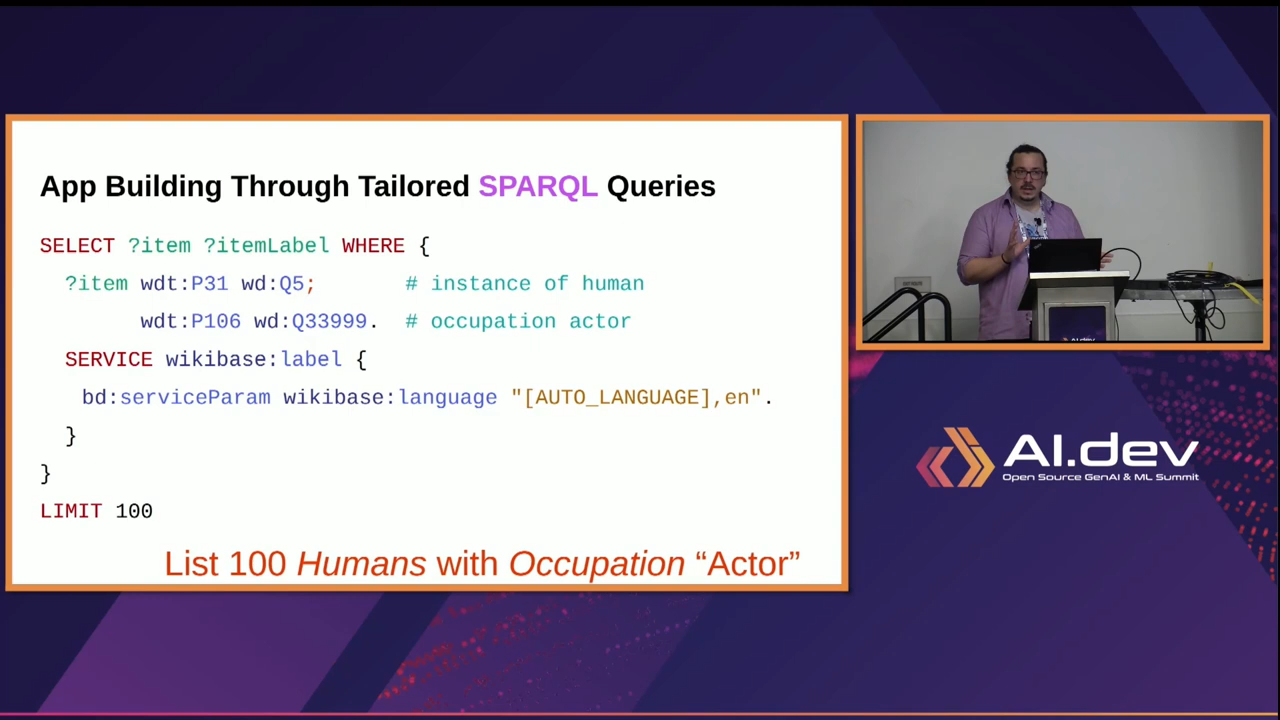 App Building Through Tailored SPARQL Queries
SELECT ?item ?itemLabel WHERE {
?item wdt:P31 wd:Q5; # instance of human
wdt:P106 wd:Q33999. # occupation actor
SERVICE wikibase:label {
bd:serviceParam wikibase:language "[AUTO_LANGUAGE],en".
}
}
LIMIT 100
List 100 Humans with Occupation “Actor”
AI.dev
Open Source GenAI & ML Summit